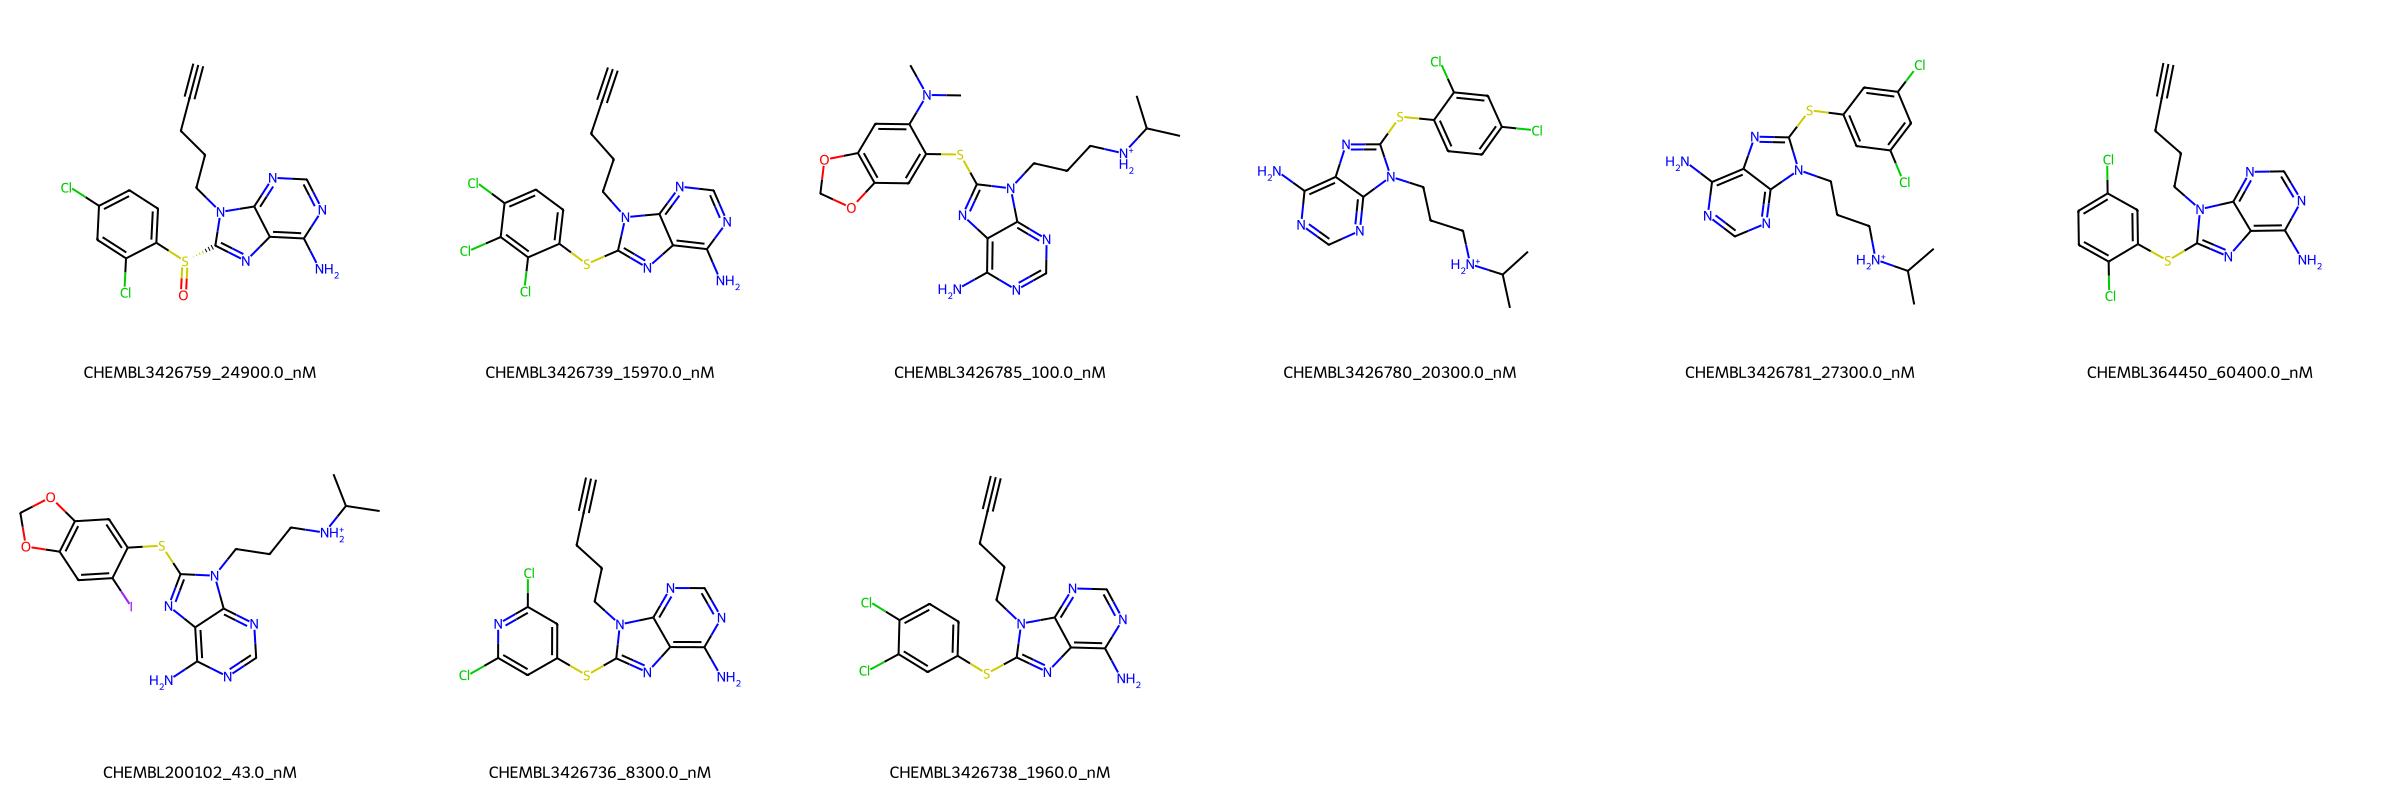 CHEMBL3426759_24900.0_nM
CHEMBL3426739_15970.0_nM
CHEMBL3426785_100.0_nM
CHEMBL3426780_20300.0_nM
CHEMBL3426781_27300.0_nM
CHEMBL364450_60400.0_nM
CHEMBL200102_43.0_nM
CHEMBL3426736_8300.0_nM
CHEMBL3426738_1960.0_nM